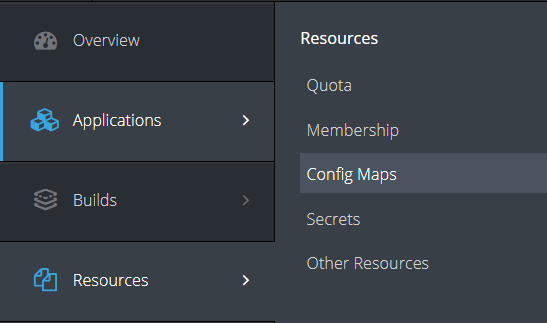 Overview
Applications
Builds
Resources
Resources
Quota
Membership
Config Maps
Secrets
Other Resources